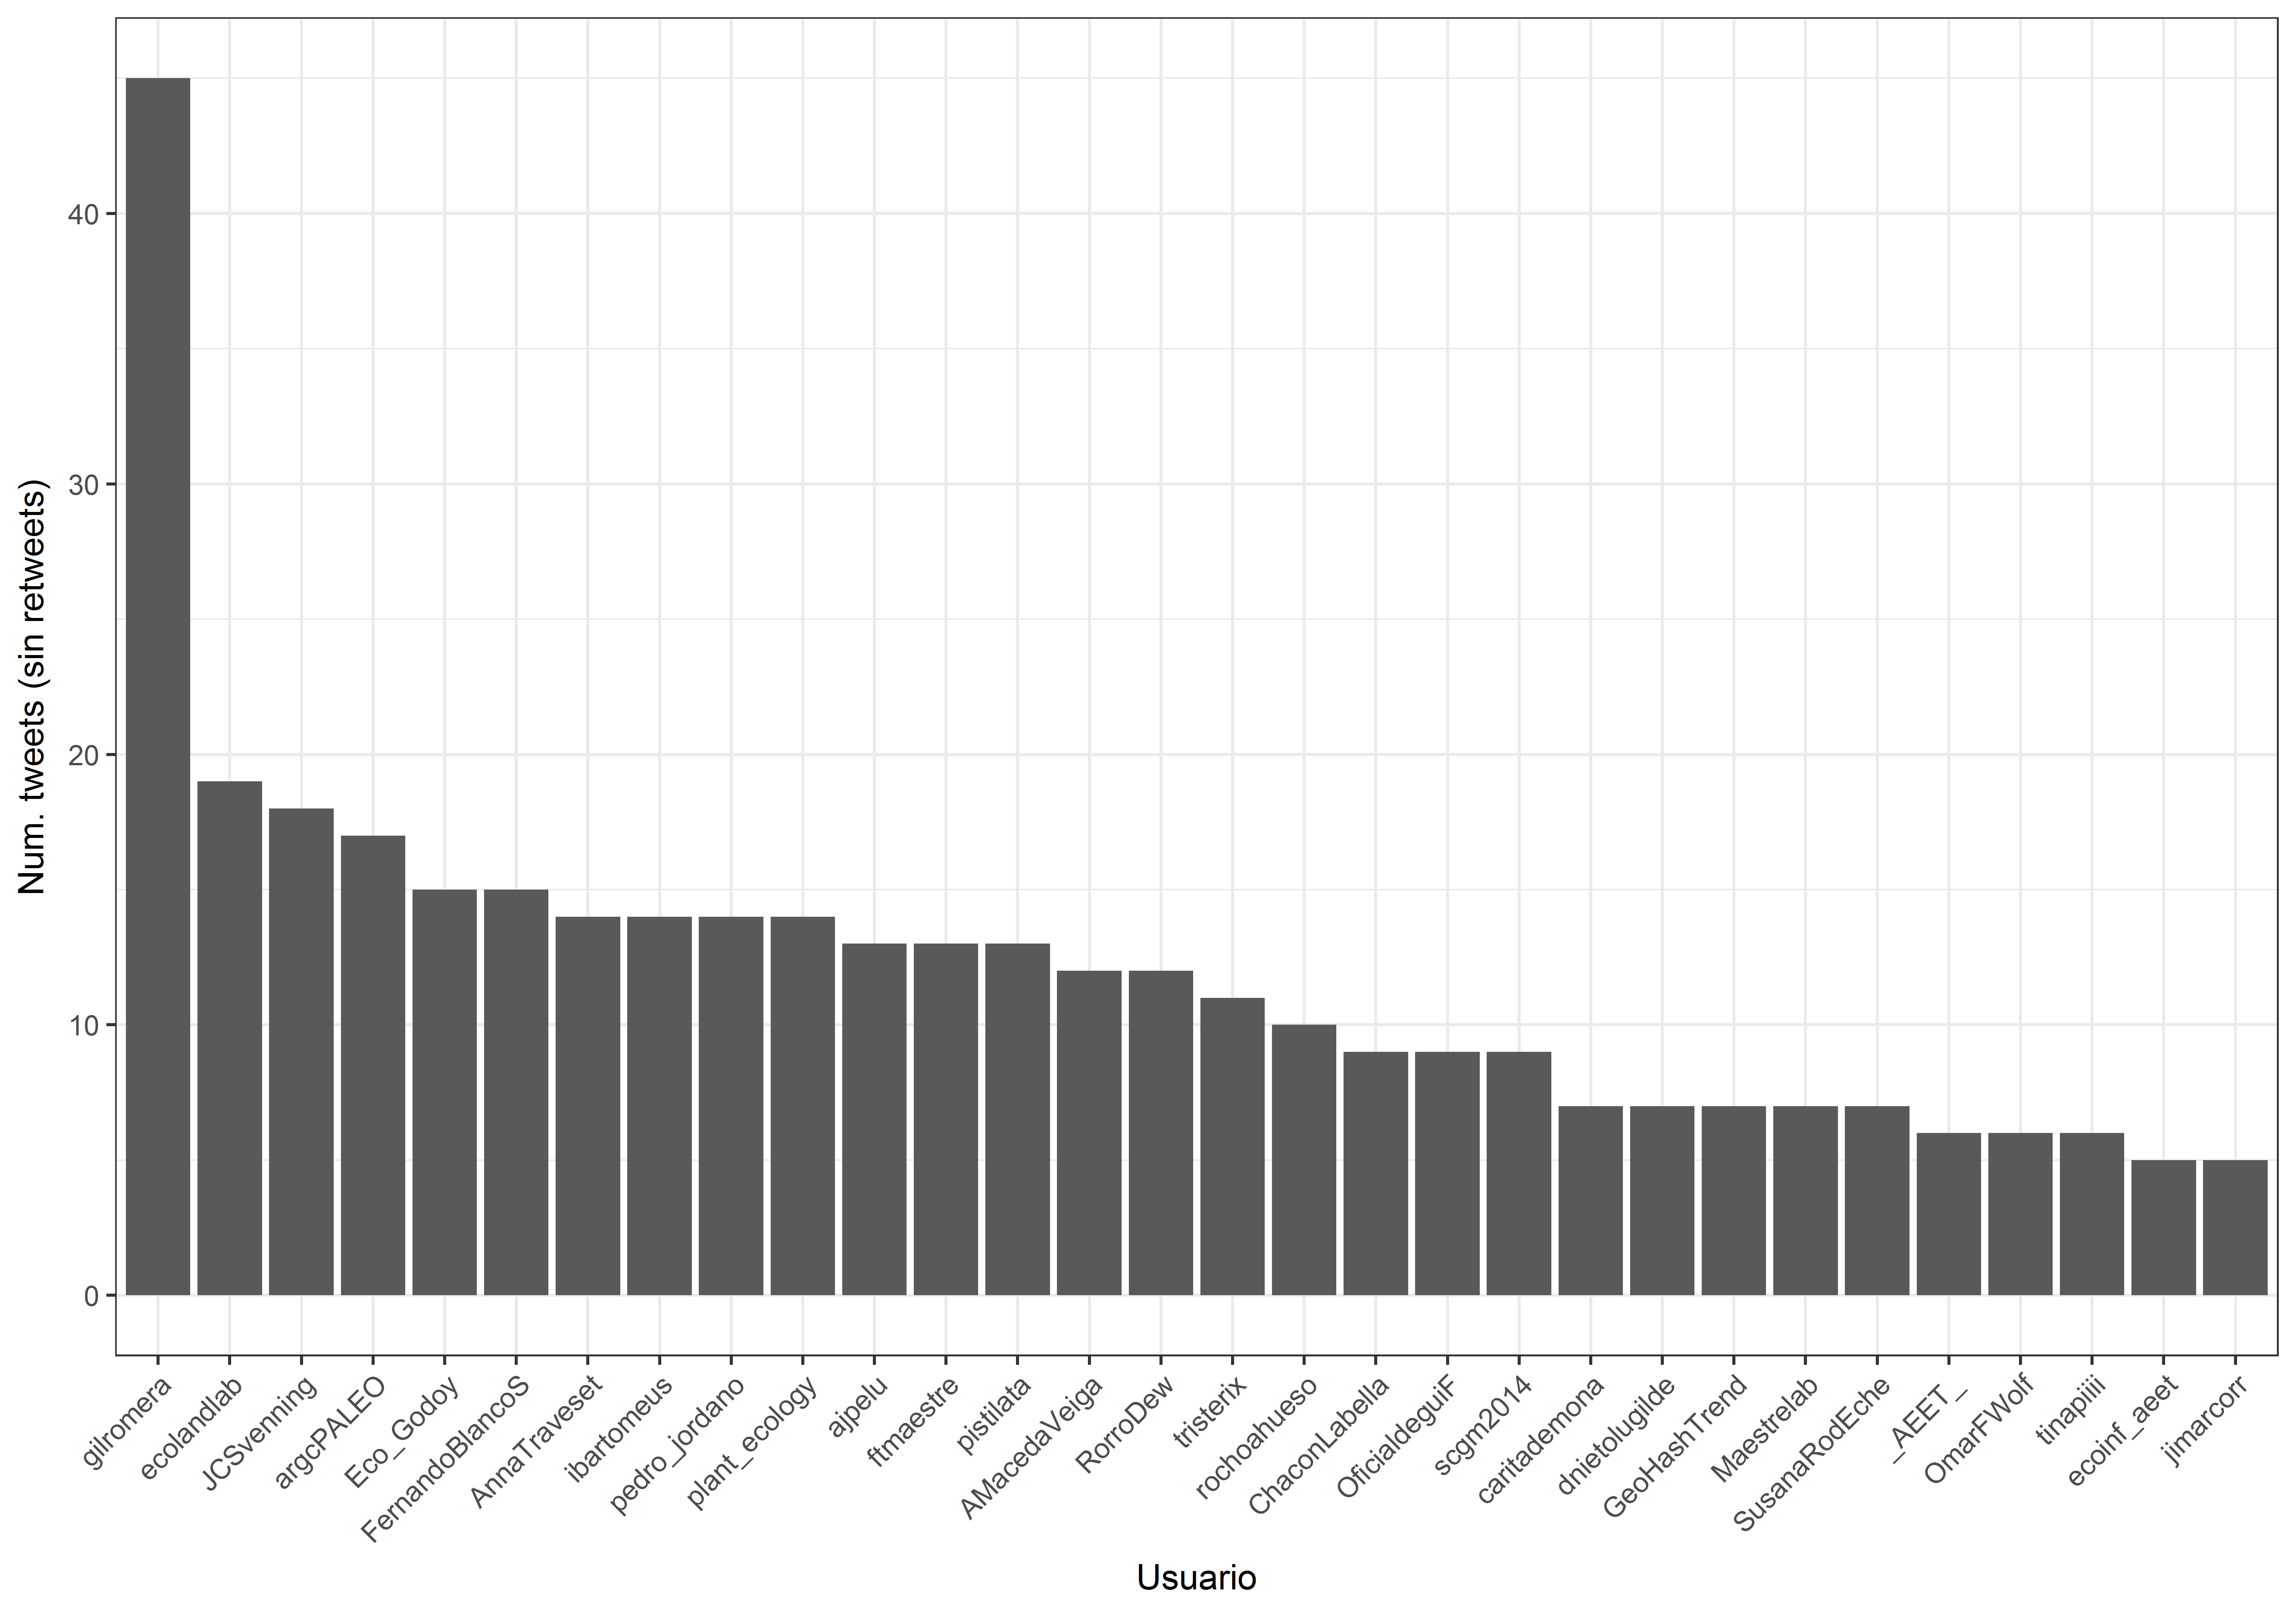 Num. tweets (sin retweets)
40
30
20
10
0
gilromera
ecolandlab
JCSvenning
argcPALEO
Eco_Godoy
FernandoBlancoS
AnnaTraveset
ibartomeus
pedro_jordano
plant_ecology
ajpelu
ftmaestre
pistilata
AMacedaVeiga
RorroDew
tristerix
rochoahueso
ChaconLabella
OficialdeguiF
scgm2014
caritademona
dnietolugilde
GeoHashTrend
Maestrelab
SusanaRodEche
_AEET_
OmarFWolf
tinapiiii
ecoinf_aeet
jimarcorr
Usuario